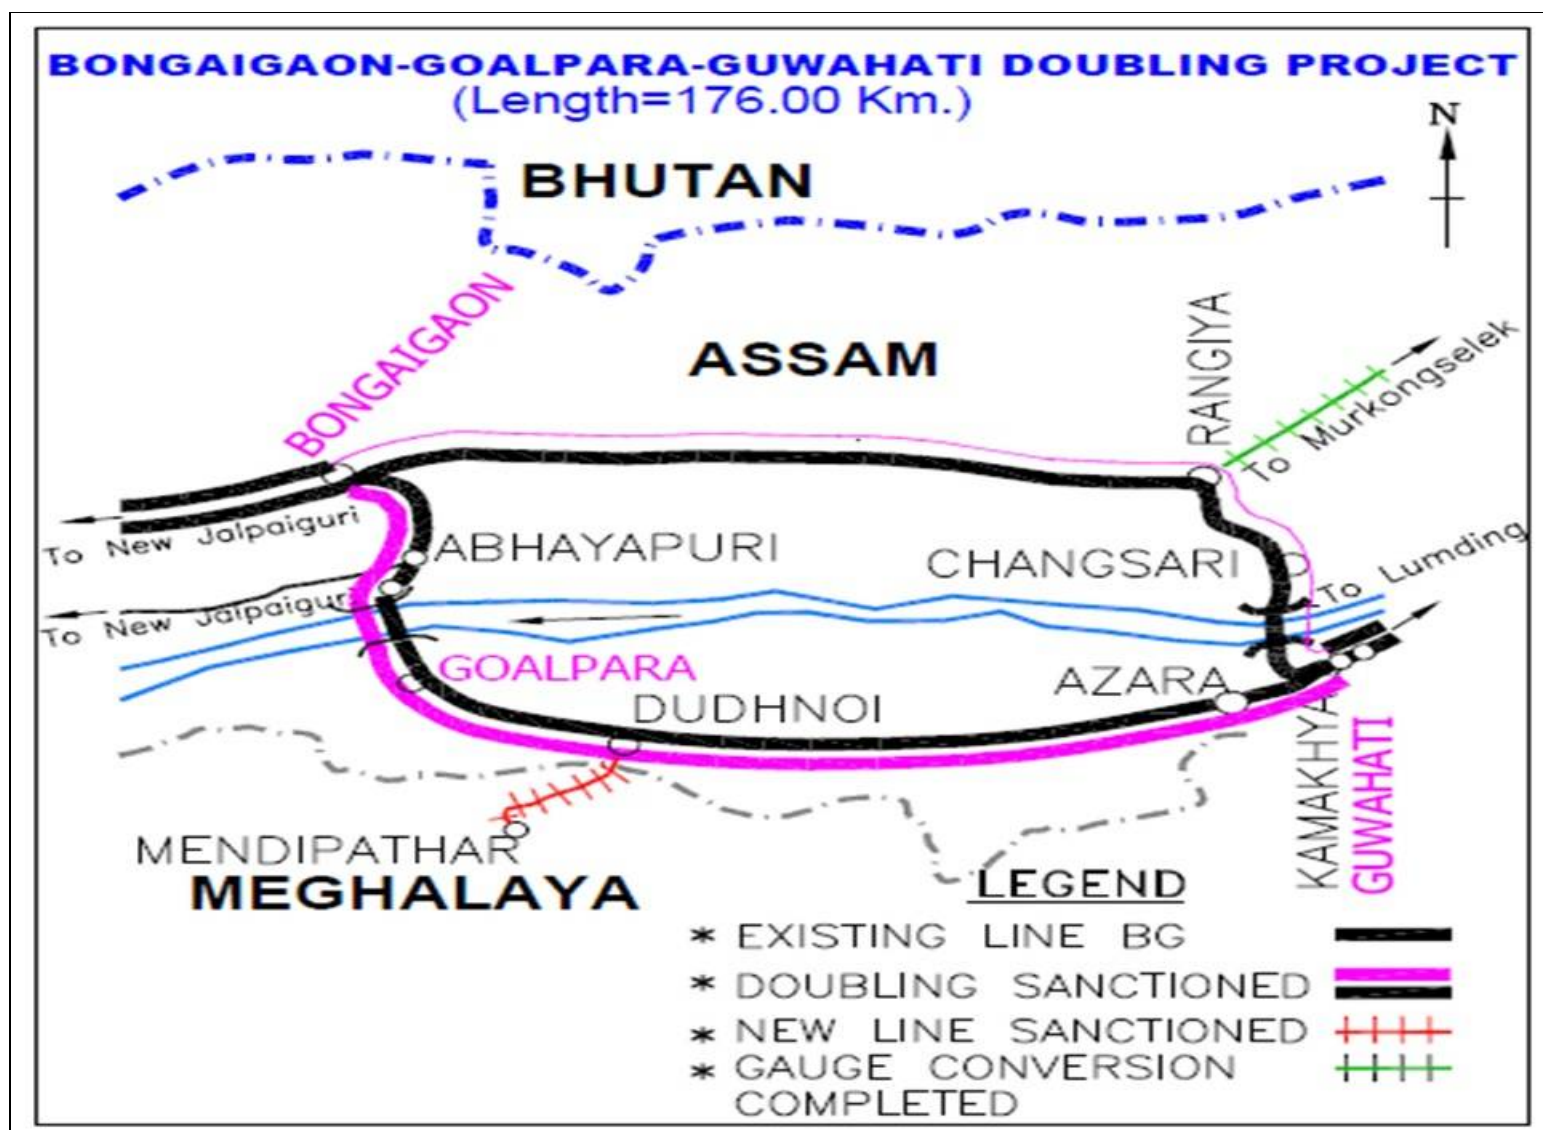 BONGAIGAON-GOALPARA-GUWAHATI DOUBLING PROJECT
(Length=176.00 Km.)
N
BHUTAN
BONGAIGAON
ASSAM
RANGIYA
To Murkongselek
To New Jalpaiguri
ABHAYAPURI
CHANGSARI
To Lumding
To New Jalpaiguri
GOALPARA
AZARA
DUDHNOI
KAMAKHYA
GUWAHATI
MENDIPATHAR
MEGHALAYA
LEGEND
* EXISTING LINE BG
* DOUBLING SANCTIONED
* NEW LINE SANCTIONED
* GAUGE CONVERSION
COMPLETED